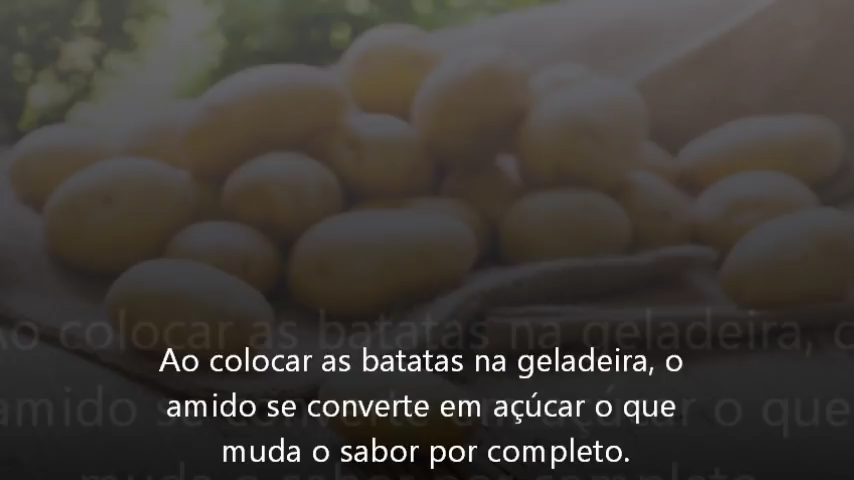 Ao colocar as batatas na geladeira, o
amido se converte em açúcar o que
muda o sabor por completo.